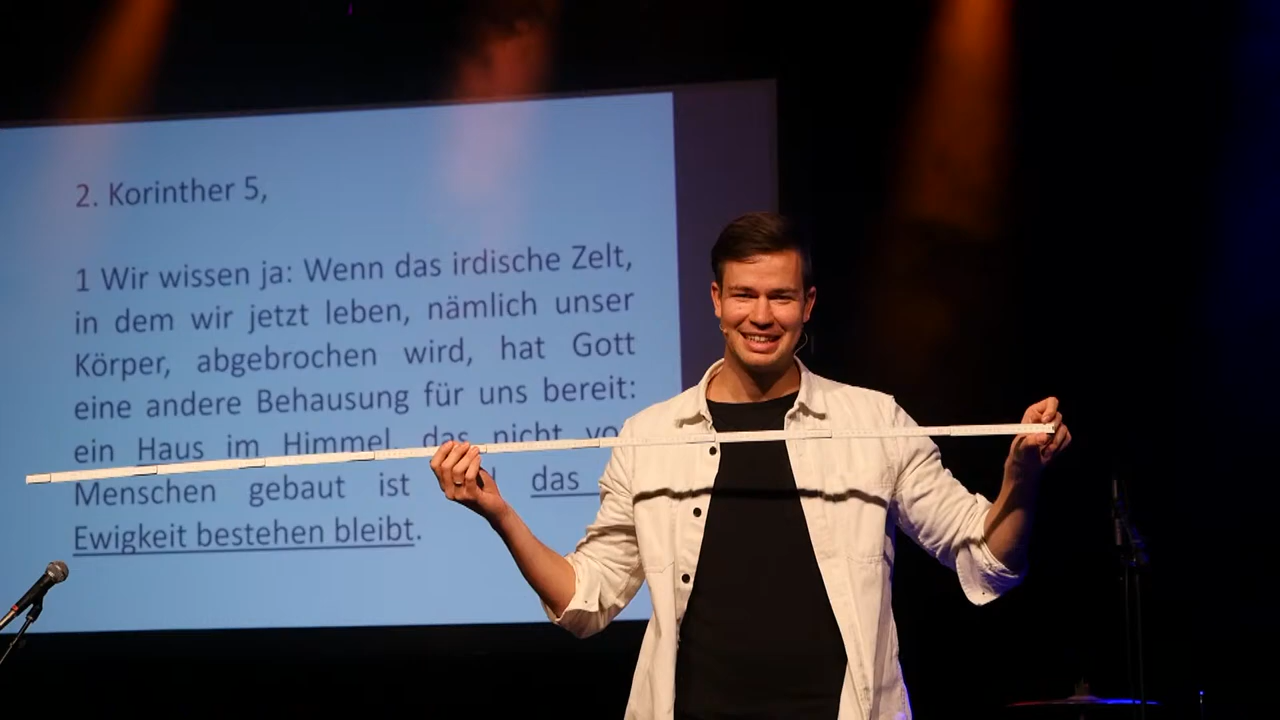 2. Korinther 5,
1 Wir wissen ja: Wenn das irdische Zelt,
in dem wir jetzt leben, nämlich unser
Körper, abgebrochen wird, hat Gott
eine andere Behausung für uns bereit:
ein Haus im Himmel, das nicht
Menschen gebaut ist das
Ewigkeit bestehen bleibt.